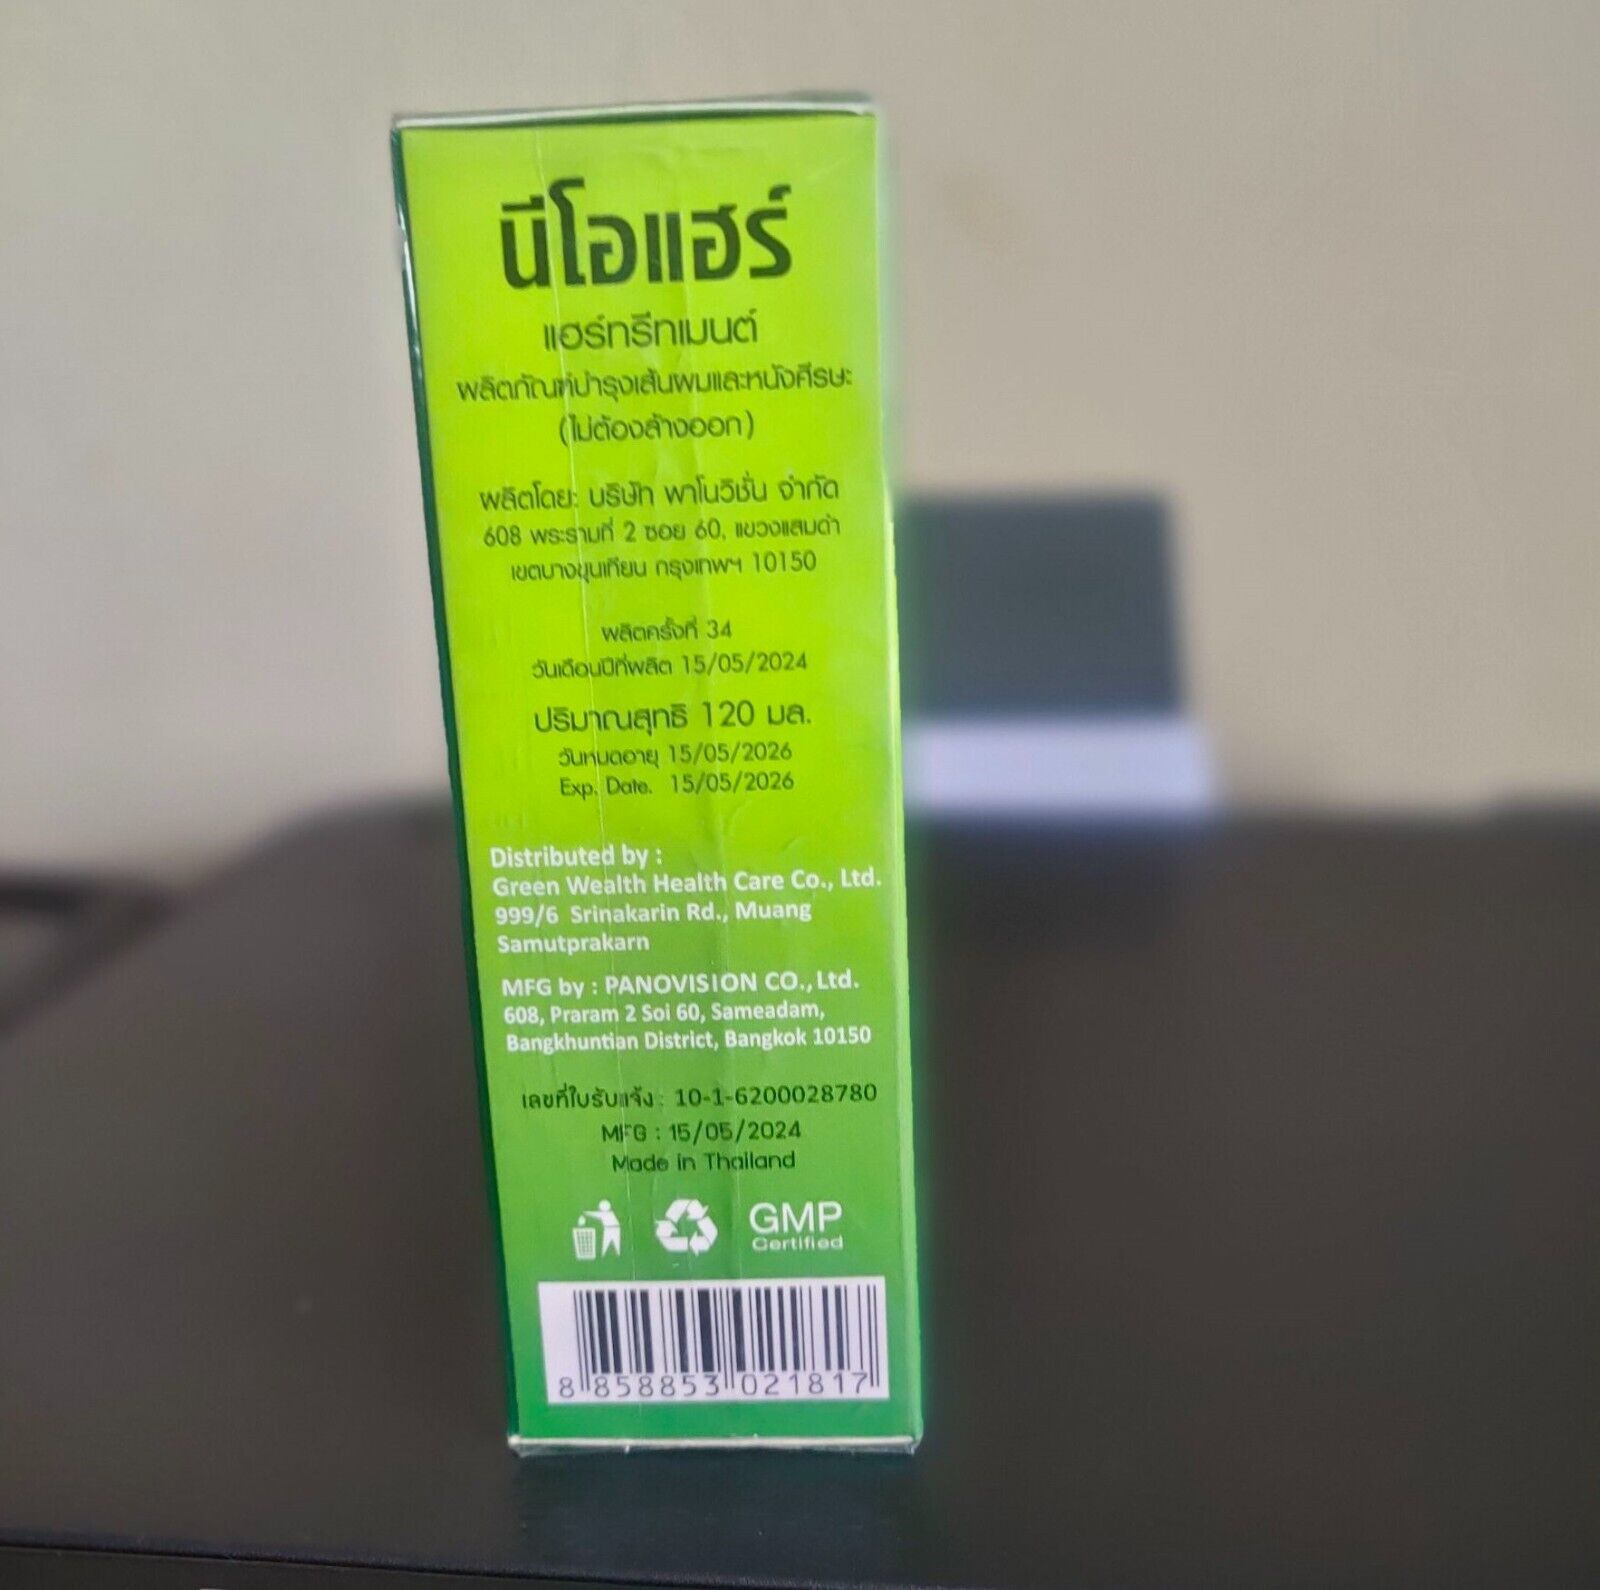 นีโอแฮร์
แฮร์ทรีทเมนต์
ผลิตภัณฑ์บำรุงเส้นผมและหนังศีรษะ
(ไม่ต้องล้างออก)
ผลิตโดย: บริษัท พาโนวิชั่น จำกัด
608 พระรามที่ 2 ซอย 60, แขวงแสมดำ
เขตบางขุนเทียน กรุงเทพฯ 10150
ผลิตครั้งที่ 34
วันเดือนปีที่ผลิต 15/05/2024
ปริมาณสุทธิ 120 มล.
วันหมดอายุ 15/05/2026
Exp. Date. 15/05/2026
Distributed by :
Green Wealth Health Care Co., Ltd.
999/6 Srinakarin Rd., Muang
Samutprakarn
MFG by : PANOVISION CO., Ltd.
608, Praram 2 Soi 60, Sameadam,
Bangkhuntian District, Bangkok 10150
เลขที่ใบรับแจ้ง : 10-1-6200028780
MFG : 15/05/2024
Made in Thailand
GMP
Certified
8 858853 021817